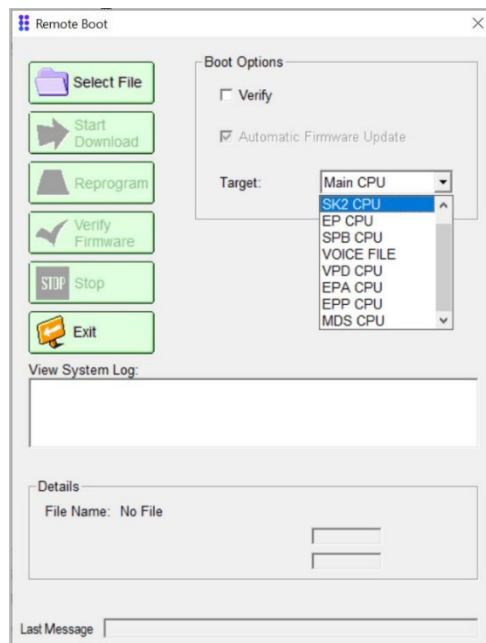 Remote Boot
Select File
Start
Download
Reprogram
Verify
Firmware
STOP Stop
Exit
Boot Options
Verify
Automatic Firmware Update
Target: Main CPU
SK2 CPU
EP CPU
SPB CPU
VOICE FILE
VPD CPU
EPA CPU
EPP CPU
MDS CPU
View System Log:
Details
File Name: No File
Last Message